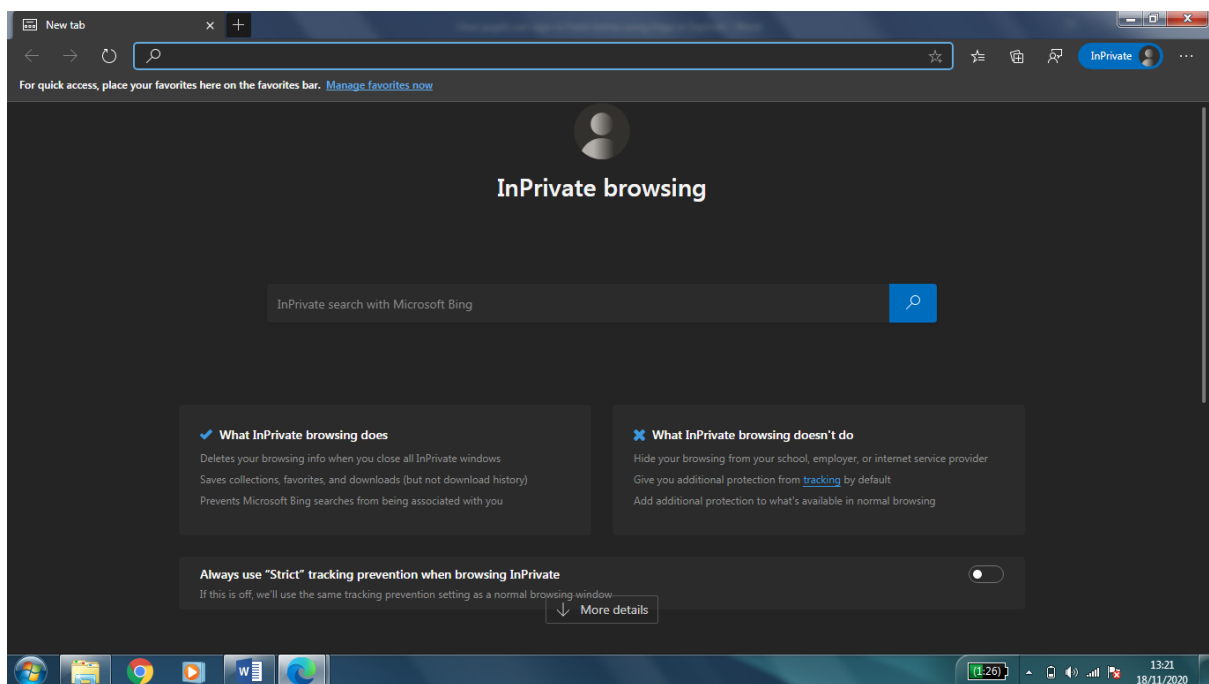 New tab
InPrivate
For quick access, place your favorites here on the favorites bar. Manage favorites now
InPrivate browsing
InPrivate search with Microsoft Bing
What InPrivate browsing does
Deletes your browsing info when you close all InPrivate windows
Saves collections, favorites, and downloads (but not download history)
Prevents Microsoft Bing searches from being associated with you
What InPrivate browsing doesn't do
Hide your browsing from your school, employer, or internet service provider
Give you additional protection from tracking by default
Add additional protection to what's available in normal browsing
Always use "Strict" tracking prevention when browsing InPrivate
If this is off, we'll use the same tracking prevention setting as a normal browsing window
More details
W
(1:26)
13:21
18/11/2020